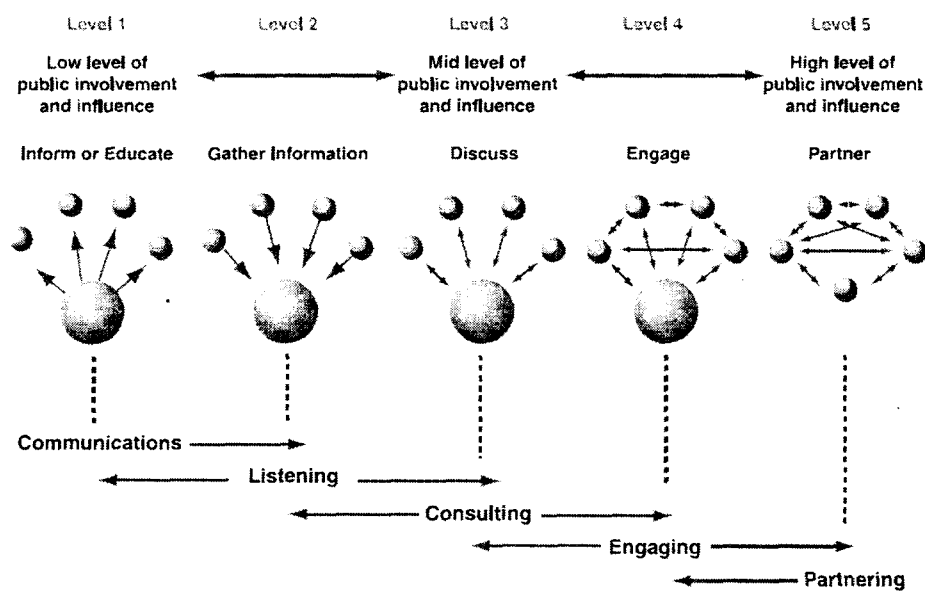 Level 1 Level 2 Level 3 Level 4 Level 5
Low level of
public involvement
and influence
Mid level of
public involvement
and influence
High level of
public involvement
and influence
Inform or Educate Gather Information Discuss Engage Partner
Communications
Listening
Consulting
Engaging
Partnering